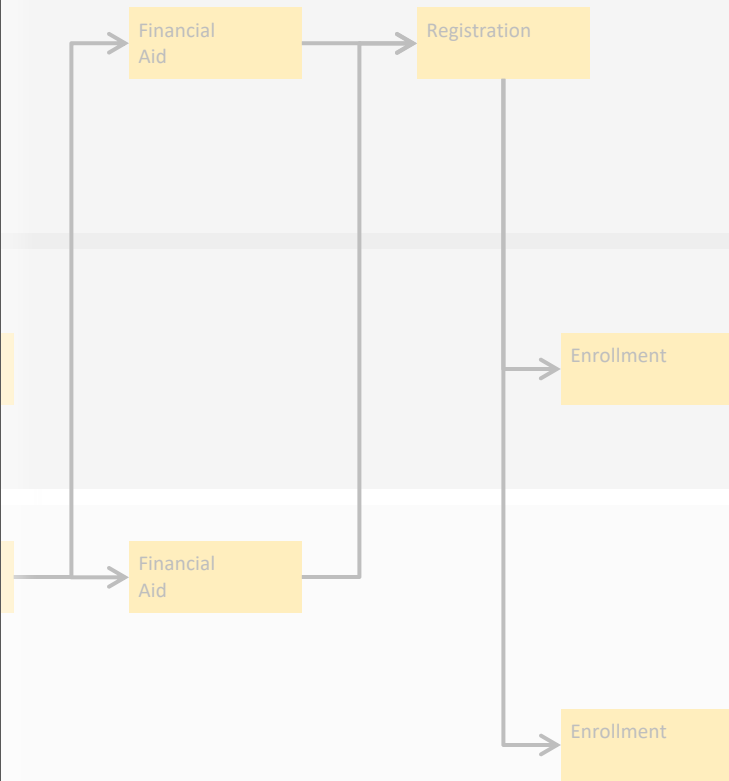 Financial
Aid
Registration
Enrollment
Financial
Aid
Enrollment